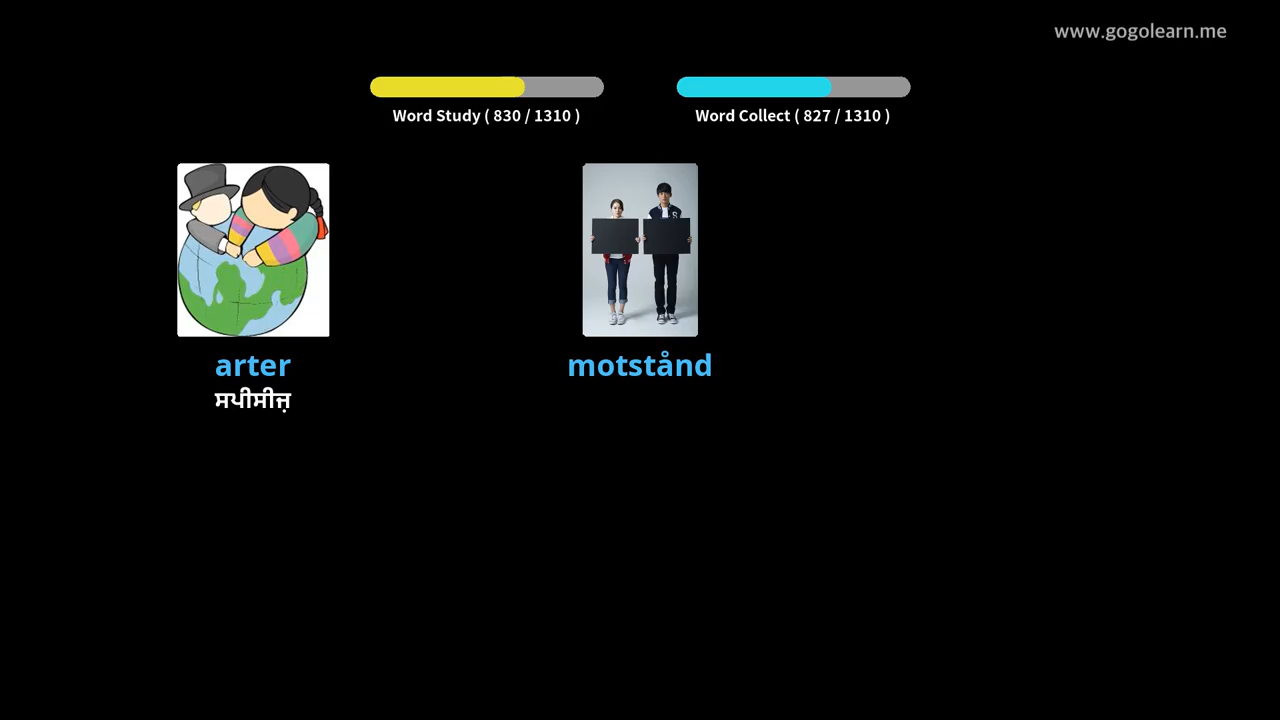 www.gogolearn.me
Word Study ( 830 / 1310 )
Word Collect ( 827 / 1310 )
arter
ਸਪੀਸੀਜ਼
motstånd